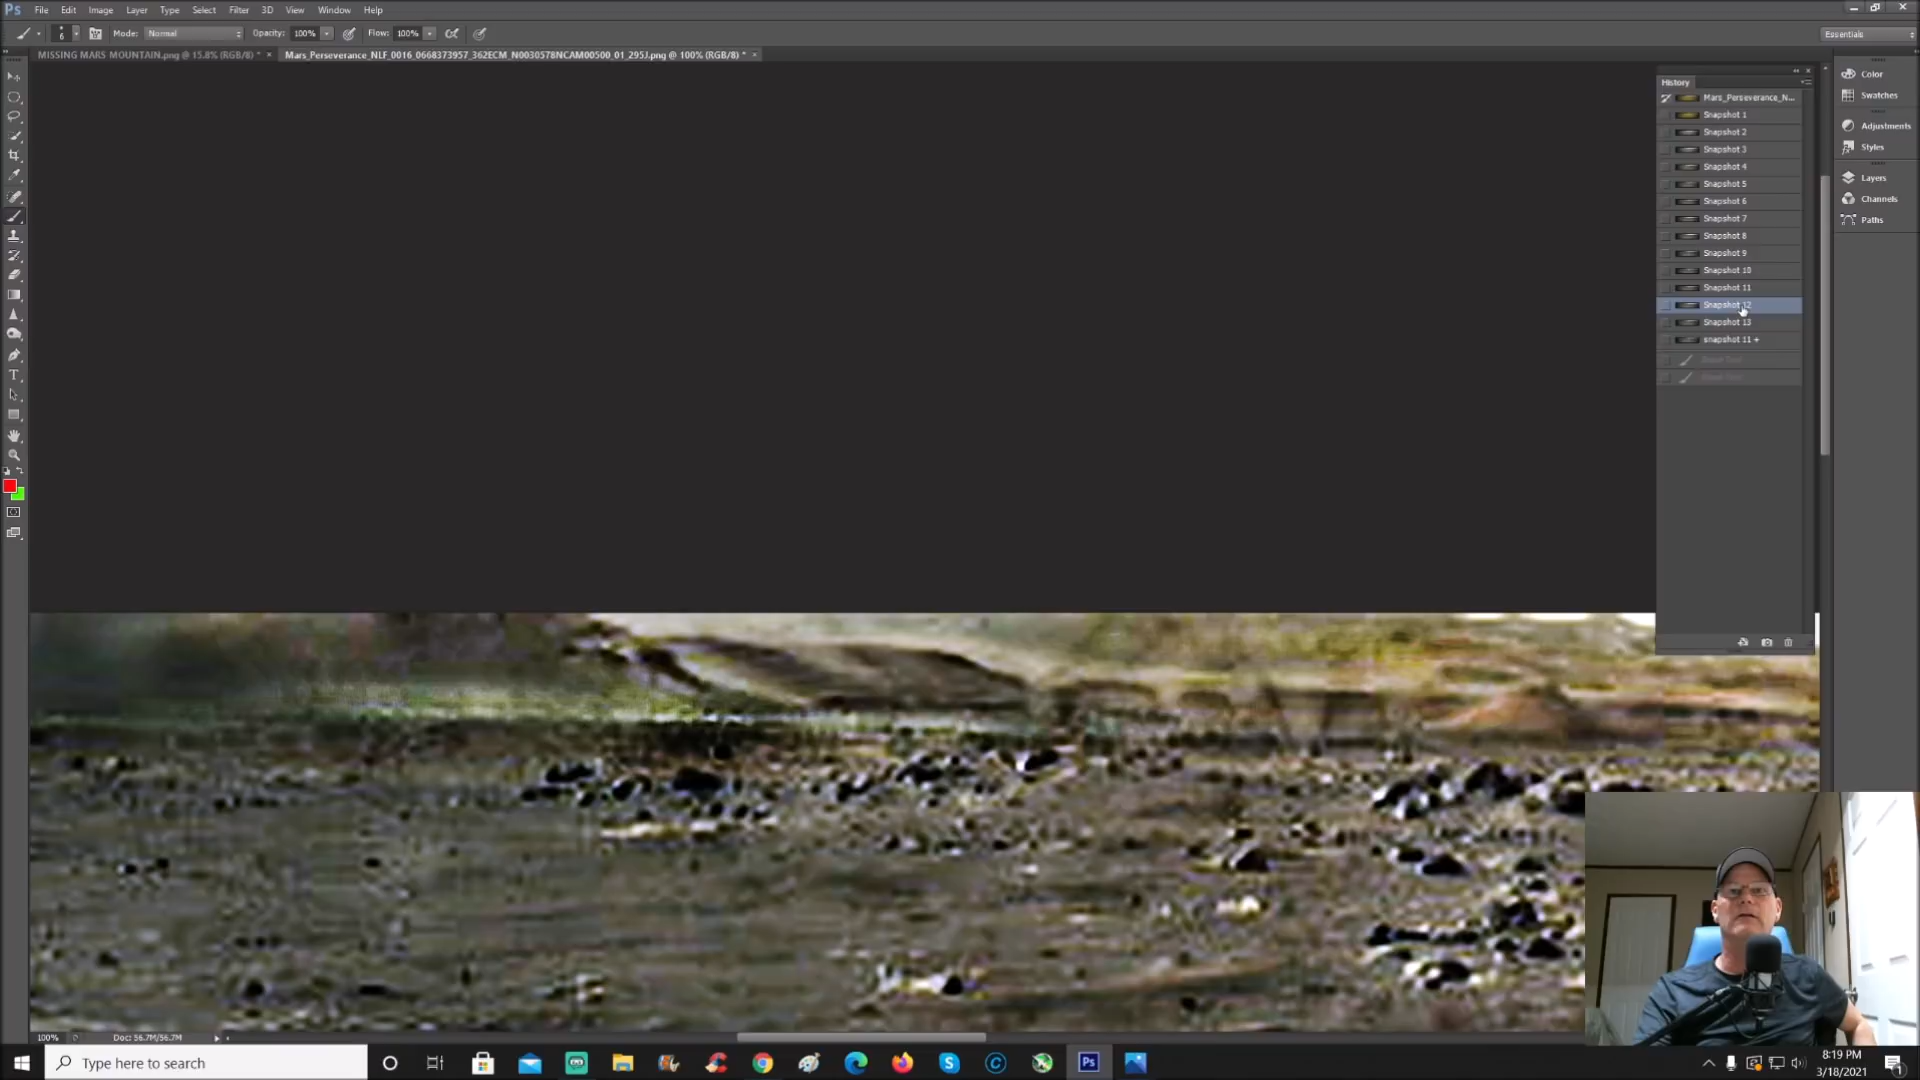 Ps File Edit Image Layer Type Select Filter 3D View Window Help
6 Mode: Normal Opacity: 100% Flow: 100% Essentials
MISSING MARS MOUNTAIN.png @ 15.8% (RGB/8) * × Mars_Perseverance_NLF_0016_0668373957_362ECM_N0030578NCAM00500_01_295J.png @ 100% (RGB/8) * ×
History
Mars_Perseverance_N...
Snapshot 1
Snapshot 2
Snapshot 3
Snapshot 4
Snapshot 5
Snapshot 6
Snapshot 7
Snapshot 8
Snapshot 9
Snapshot 10
Snapshot 11
Snapshot 12
Snapshot 13
snapshot 11 +
Color
Swatches
Adjustments
Styles
Layers
Channels
Paths
100% Doc: 56.7M/56.7M
Type here to search
8:19 PM
3/18/2021